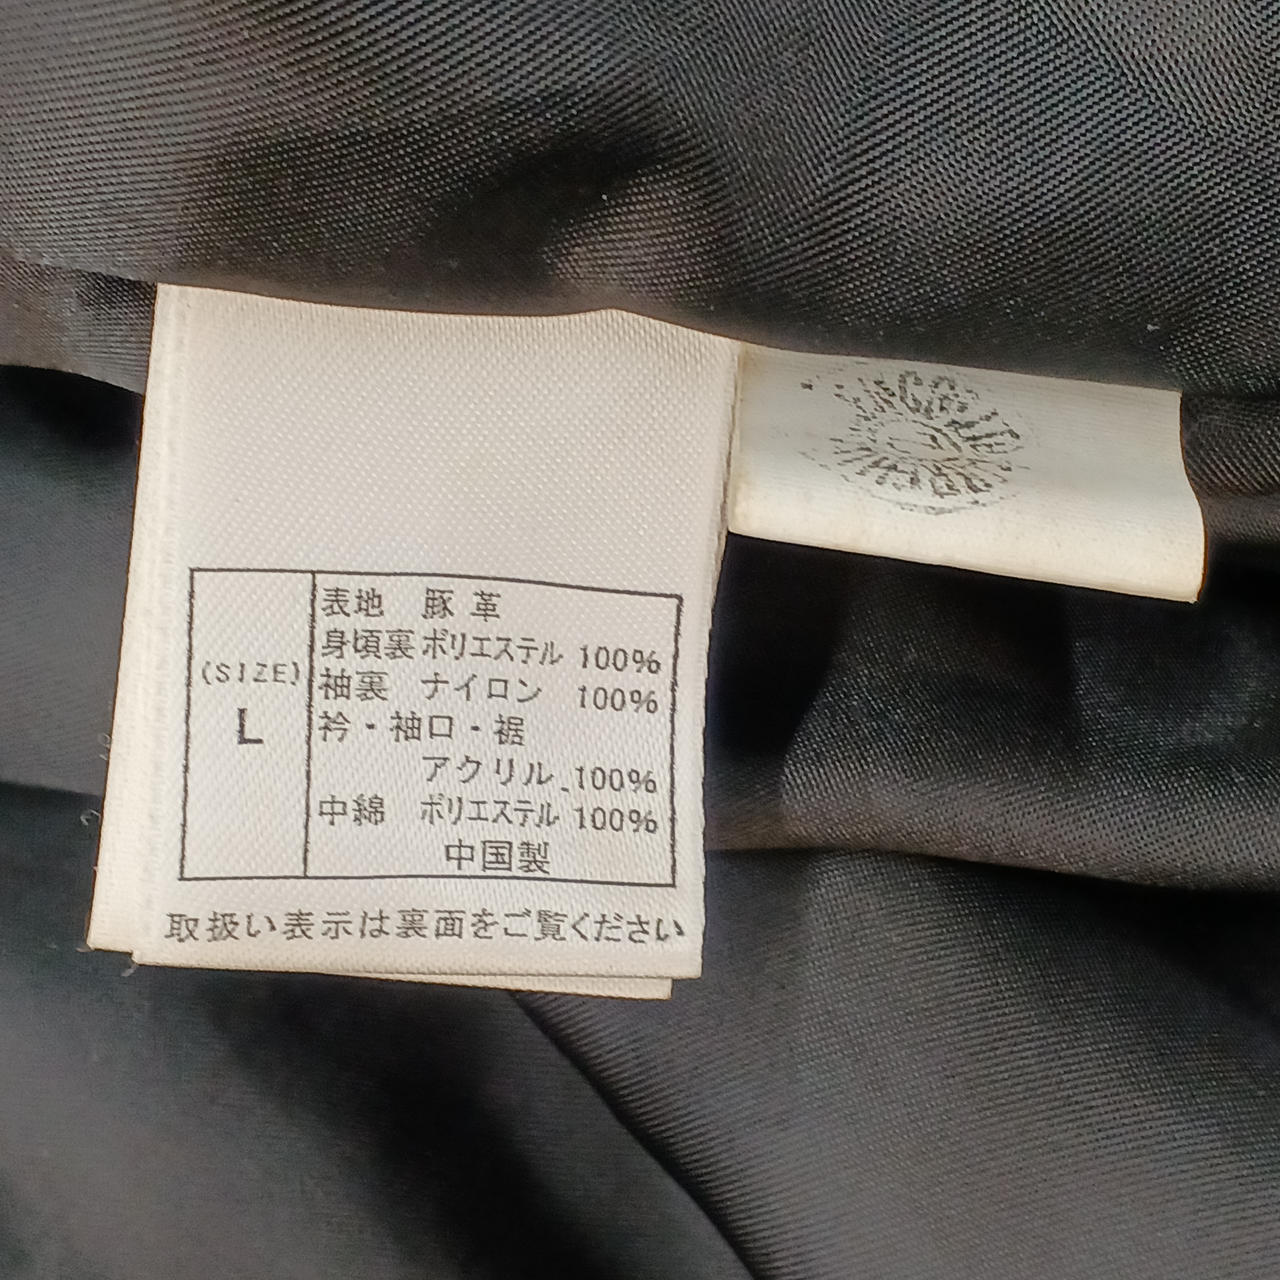 (SIZE)
L
表地 豚革
身頃裏 ポリエステル 100%
袖裏 ナイロン 100%
衿・袖口・裾
アクリル 100%
中綿 ポリエステル 100%
中国製
取扱い表示は裏面をご覧ください